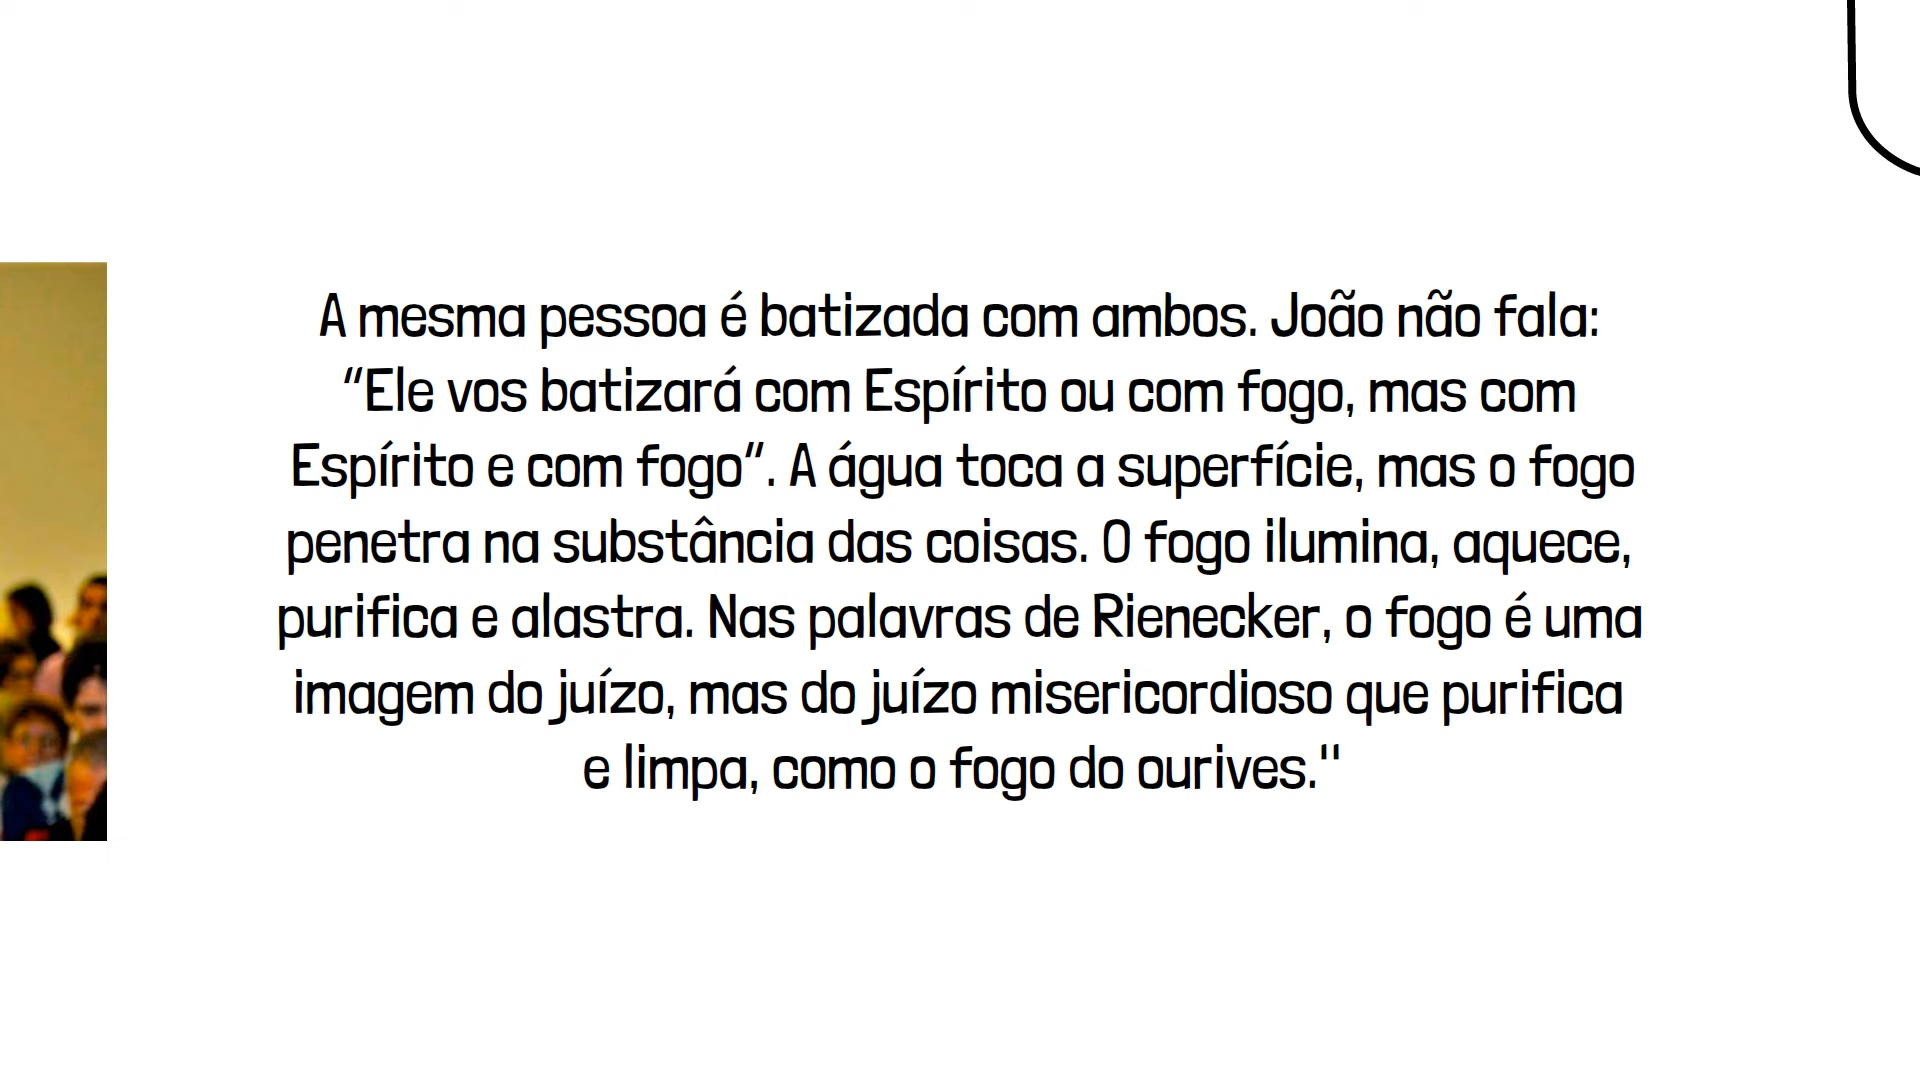 A mesma pessoa é batizada com ambos. João não fala:
“Ele vos batizará com Espírito ou com fogo, mas com
Espírito e com fogo”. A água toca a superfície, mas o fogo
penetra na substância das coisas. O fogo ilumina, aquece,
purifica e alastra. Nas palavras de Rienecker, o fogo é uma
imagem do juízo, mas do juízo misericordioso que purifica
e limpa, como o fogo do ourives."